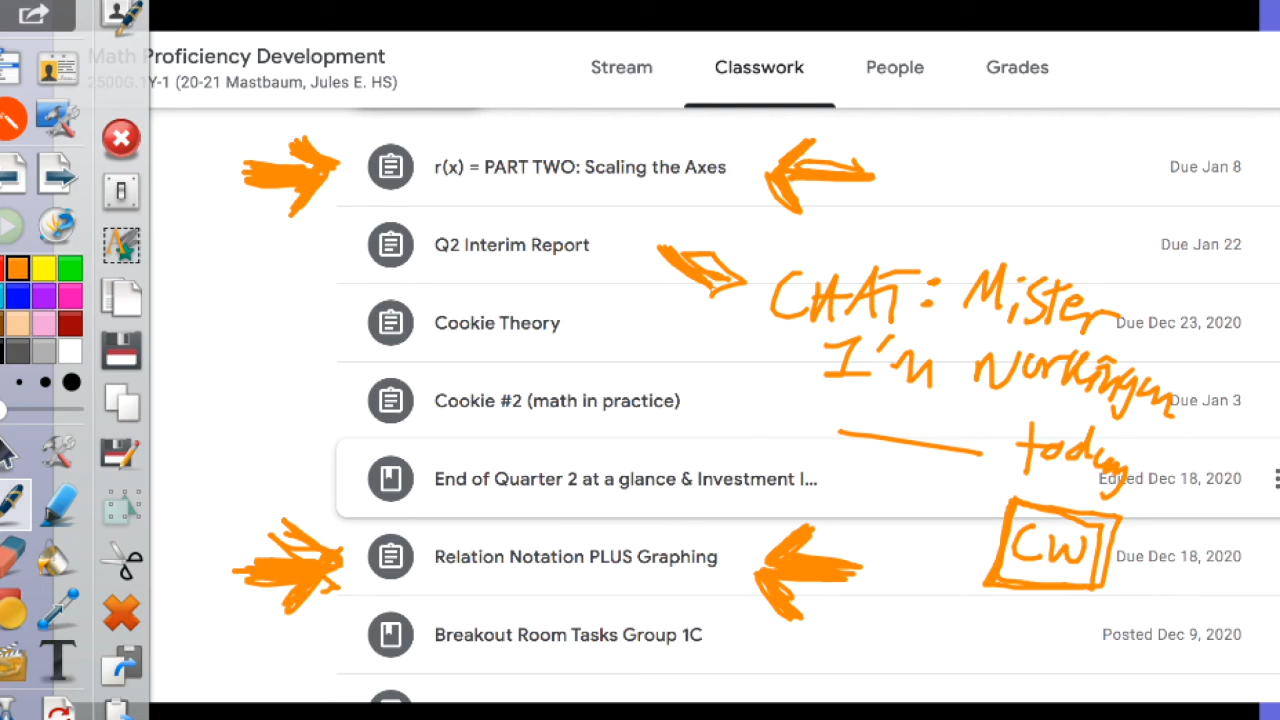 Math Proficiency Development
2500G.1Y-1 (20-21 Mastbaum, Jules E. HS)
Stream
Classwork
People
Grades
r(x) = PART TWO: Scaling the Axes
Due Jan 8
Q2 Interim Report
Due Jan 22
CHAT: Mister
Cookie Theory
Due Dec 23, 2020
I'm
Cookie #2 (math in practice)
Due Jan 3
today
End of Quarter 2 at a glance & Investment I...
Edited Dec 18, 2020
CW
Relation Notation PLUS Graphing
Due Dec 18, 2020
Breakout Room Tasks Group 1C
Posted Dec 9, 2020
T